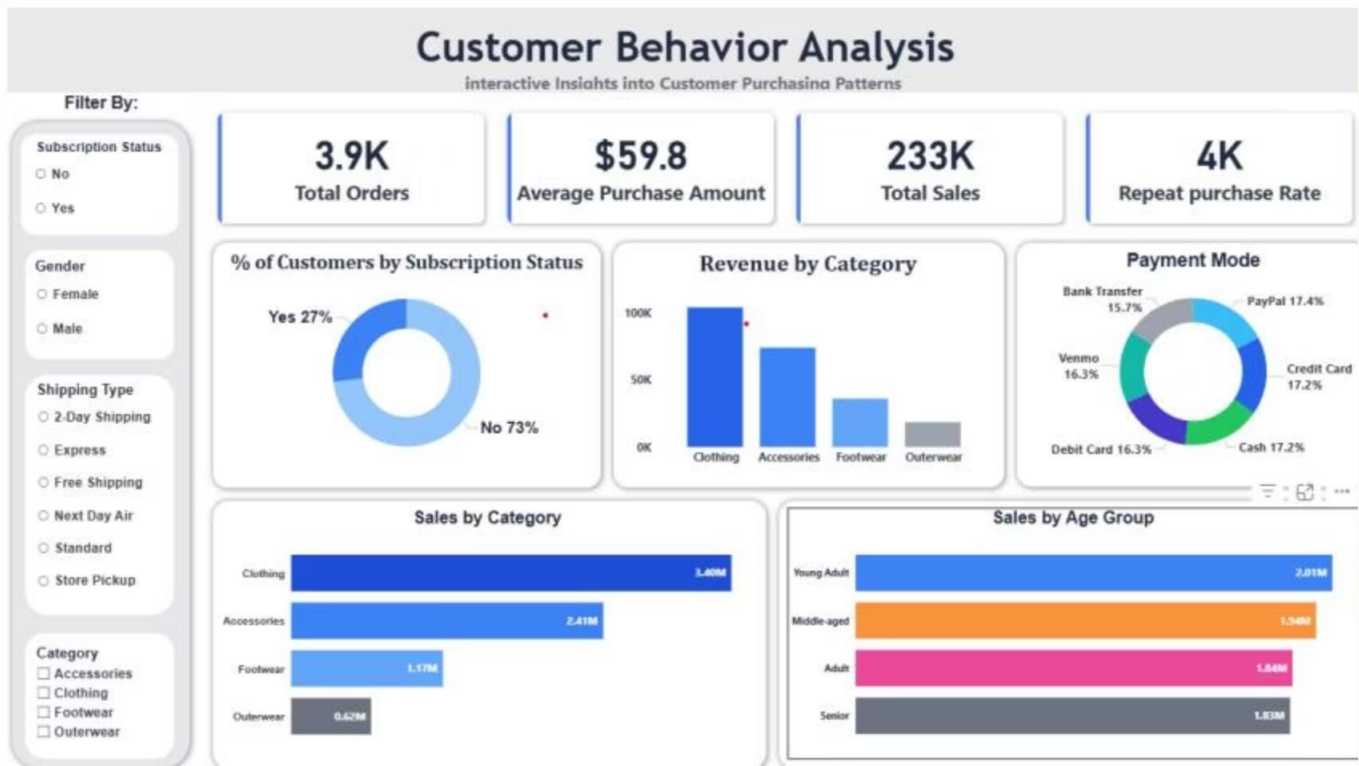 Customer Behavior Analysis
interactive Insights into Customer Purchasing Patterns
Filter By:
Subscription Status
No
Yes
Gender
Female
Male
Shipping Type
2-Day Shipping
Express
Free Shipping
Next Day Air
Standard
Store Pickup
Category
Accessories
Clothing
Footwear
Outerwear
3.9K
Total Orders
$59.8
Average Purchase Amount
233K
Total Sales
4K
Repeat purchase Rate
% of Customers by Subscription Status
Yes 27%
No 73%
Revenue by Category
100K
50K
0K
Clothing
Accessories
Footwear
Outerwear
Payment Mode
Bank Transfer
15.7%
PayPal 17.4%
Venmo
16.3%
Credit Card
17.2%
Debit Card 16.3%
Cash 17.2%
Sales by Category
Clothing
3.40M
Accessories
2.41M
Footwear
1.17M
Outerwear
0.62M
Sales by Age Group
Young Adult
2.01M
Middle-aged
1.94M
Adult
1.84M
Senior
1.83M